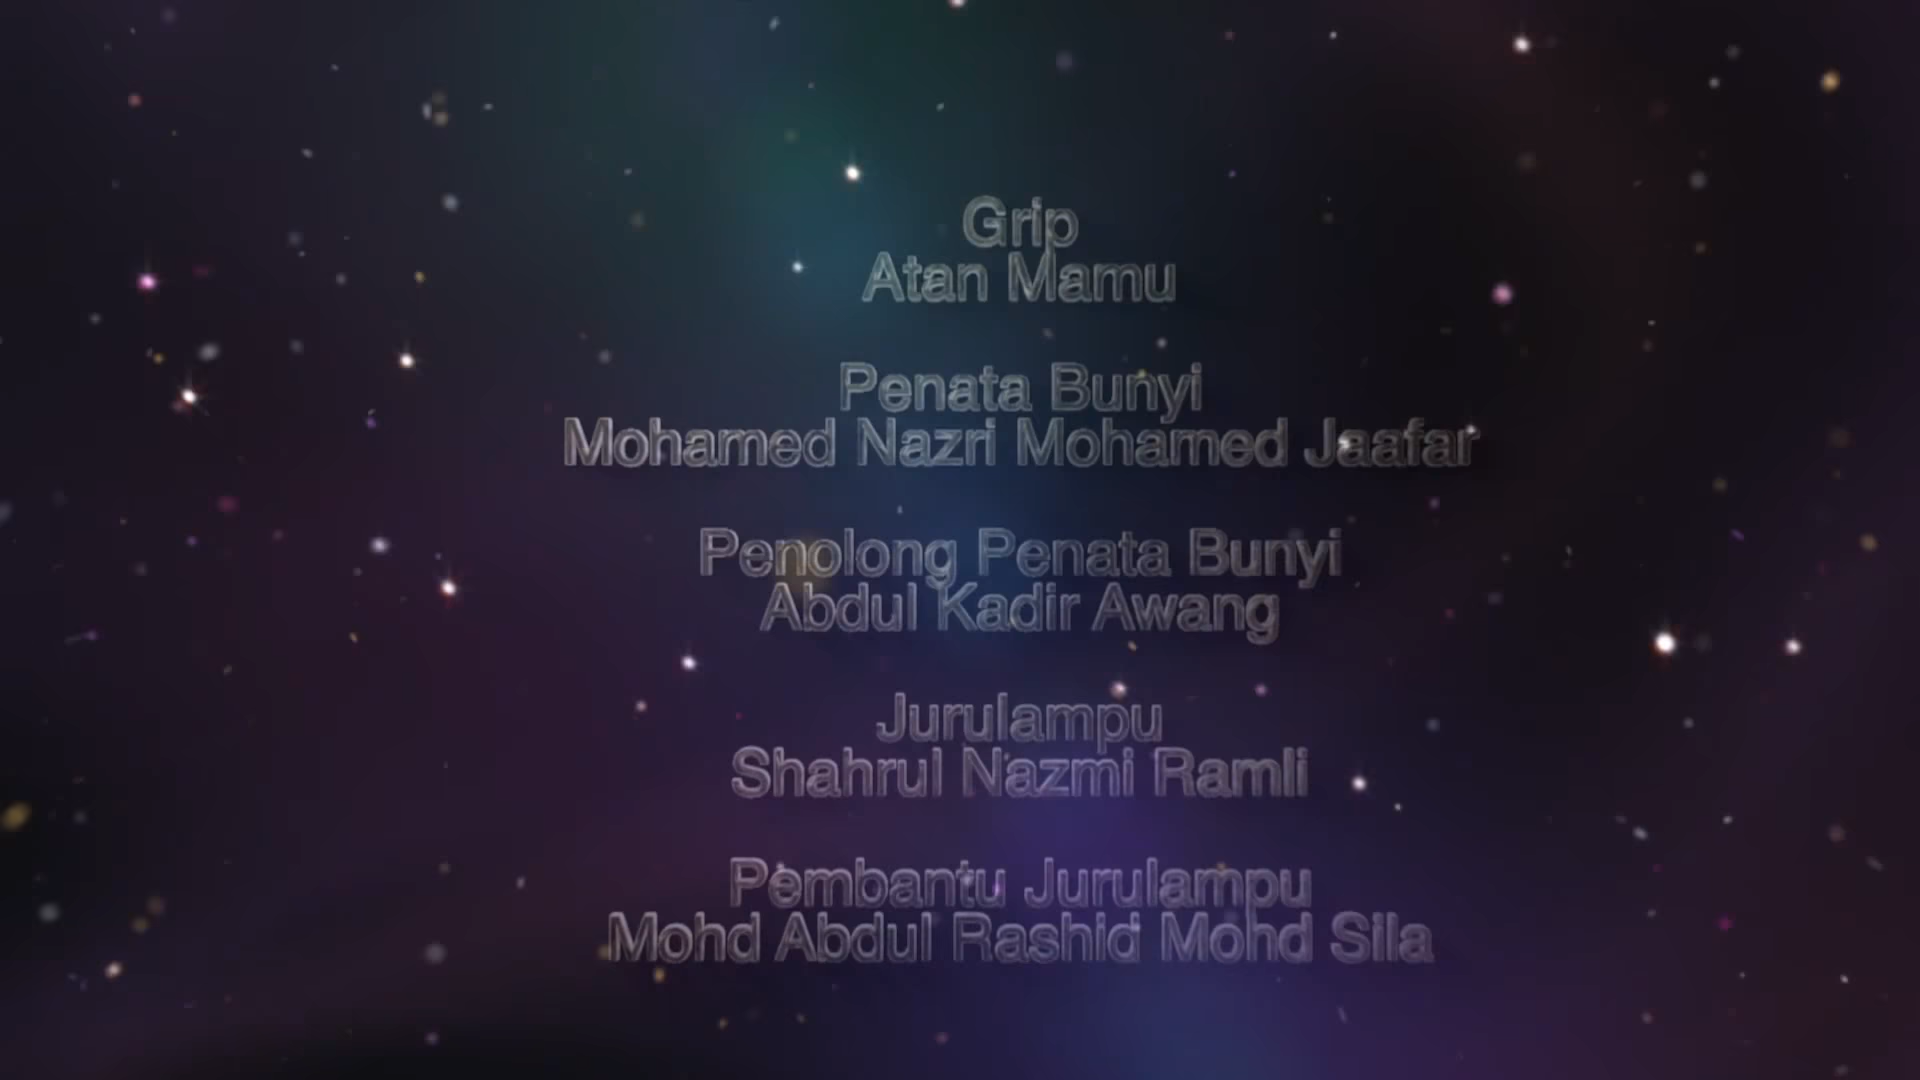 Grip
Atan Mamu
Penata Bunyi
Mohamed Nazri Mohamed Jaafar
Penolong Penata Bunyi
Abdul Kadir Awang
Jurulampu
Shahrul Nazmi Ramli
Pembantu Jurulampu
Mohd Abdul Rashid Mohd Sila